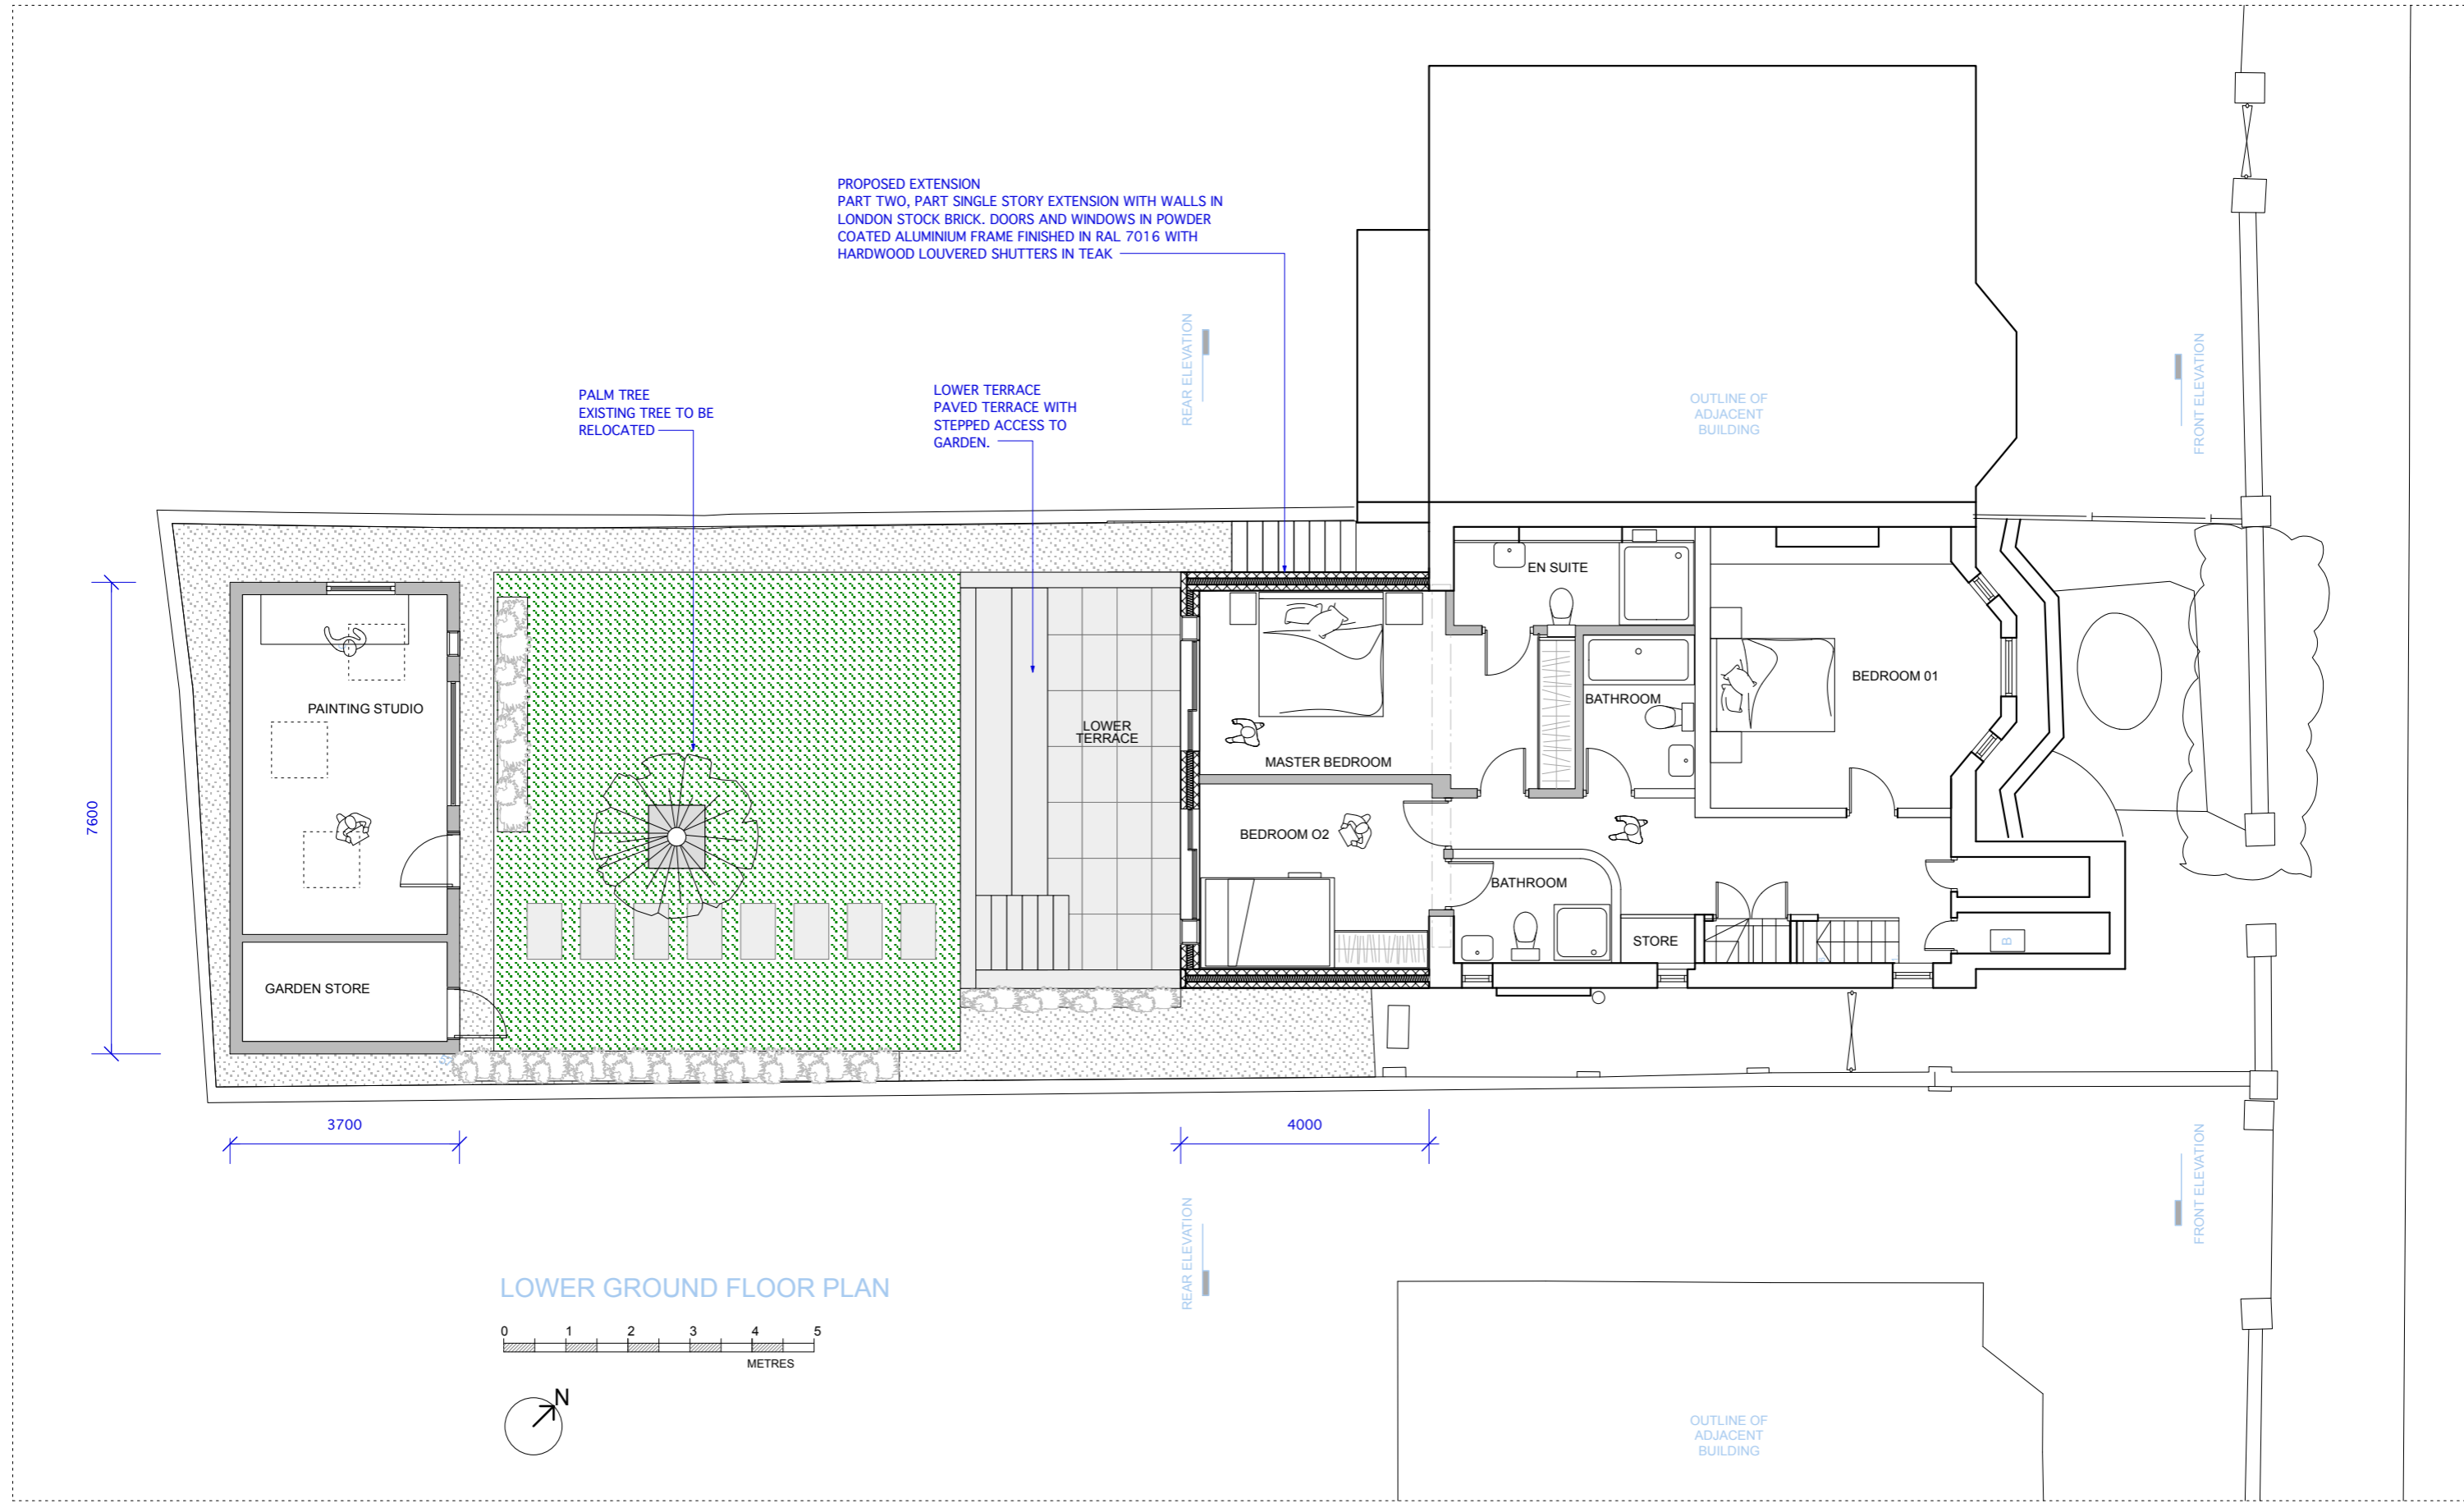 PROPOSED EXTENSION
PART TWO, PART SINGLE STORY EXTENSION WITH WALLS IN
LONDON STOCK BRICK. DOORS AND WINDOWS IN POWDER
COATED ALUMINIUM FRAME FINISHED IN RAL 7016 WITH
HARDWOOD LOUVERED SHUTTERS IN TEAK
REAR ELEVATION
FRONT ELEVATION
PALM TREE
EXISTING TREE TO BE
RELOCATED
LOWER TERRACE
PAVED TERRACE WITH
STEPPED ACCESS TO
GARDEN.
OUTLINE OF
ADJACENT
BUILDING
EN SUITE
BEDROOM 01
BATHROOM
PAINTING STUDIO
LOWER
TERRACE
MASTER BEDROOM
7600
BEDROOM O2
BATHROOM
STORE
B
GARDEN STORE
3700
4000
REAR ELEVATION
FRONT ELEVATION
LOWER GROUND FLOOR PLAN
0 1 2 3 4 5
METRES
N
OUTLINE OF
ADJACENT
BUILDING